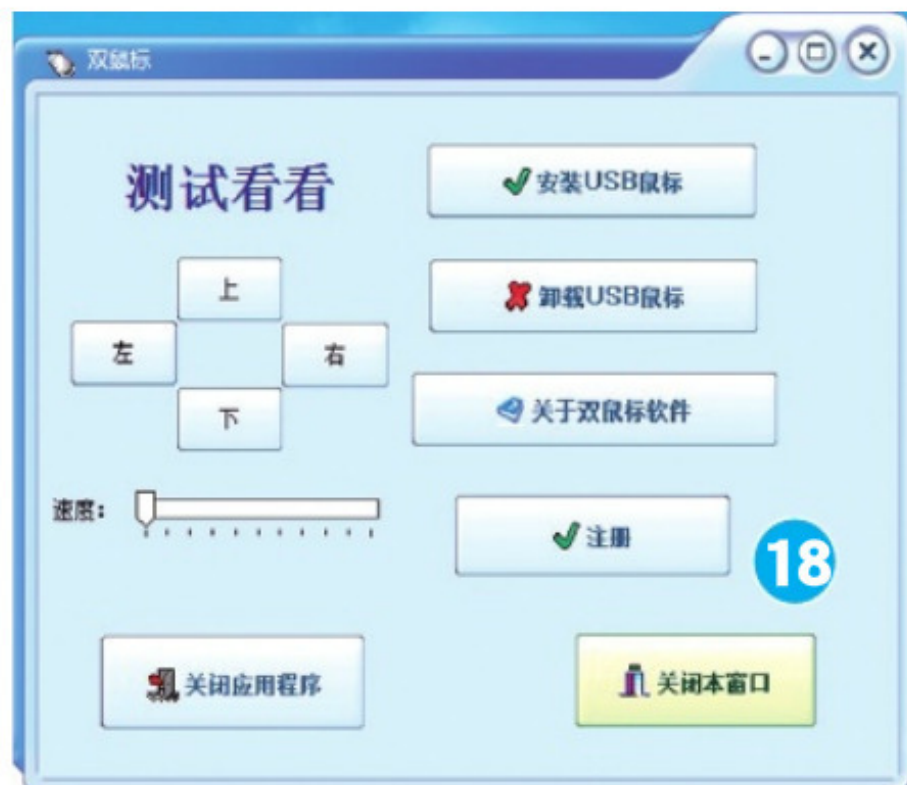 双鼠标
测试看看
安装USB鼠标
上
卸载USB鼠标
左
右
下
关于双鼠标软件
速度:
注册
18
关闭应用程序
关闭本窗口